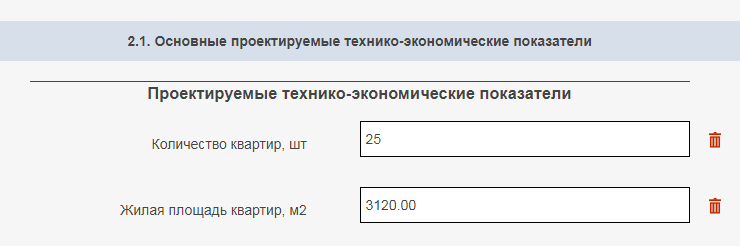 2.1. Основные проектируемые технико-экономические показатели
Проектируемые технико-экономические показатели
Количество квартир, шт 25
Жилая площадь квартир, м2 3120.00